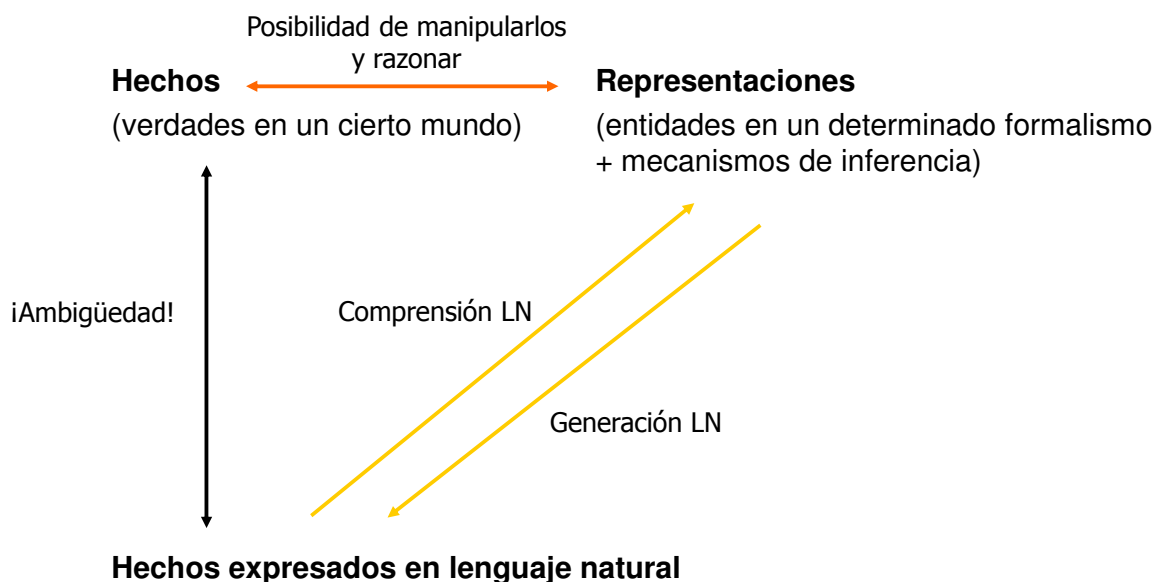 Posibilidad de manipularlos
y razonar
Hechos
Representaciones
(verdades en un cierto mundo)
(entidades en un determinado formalismo
+ mecanismos de inferencia)
¡Ambigüedad!
Comprensión LN
Generación LN
Hechos expresados en lenguaje natural